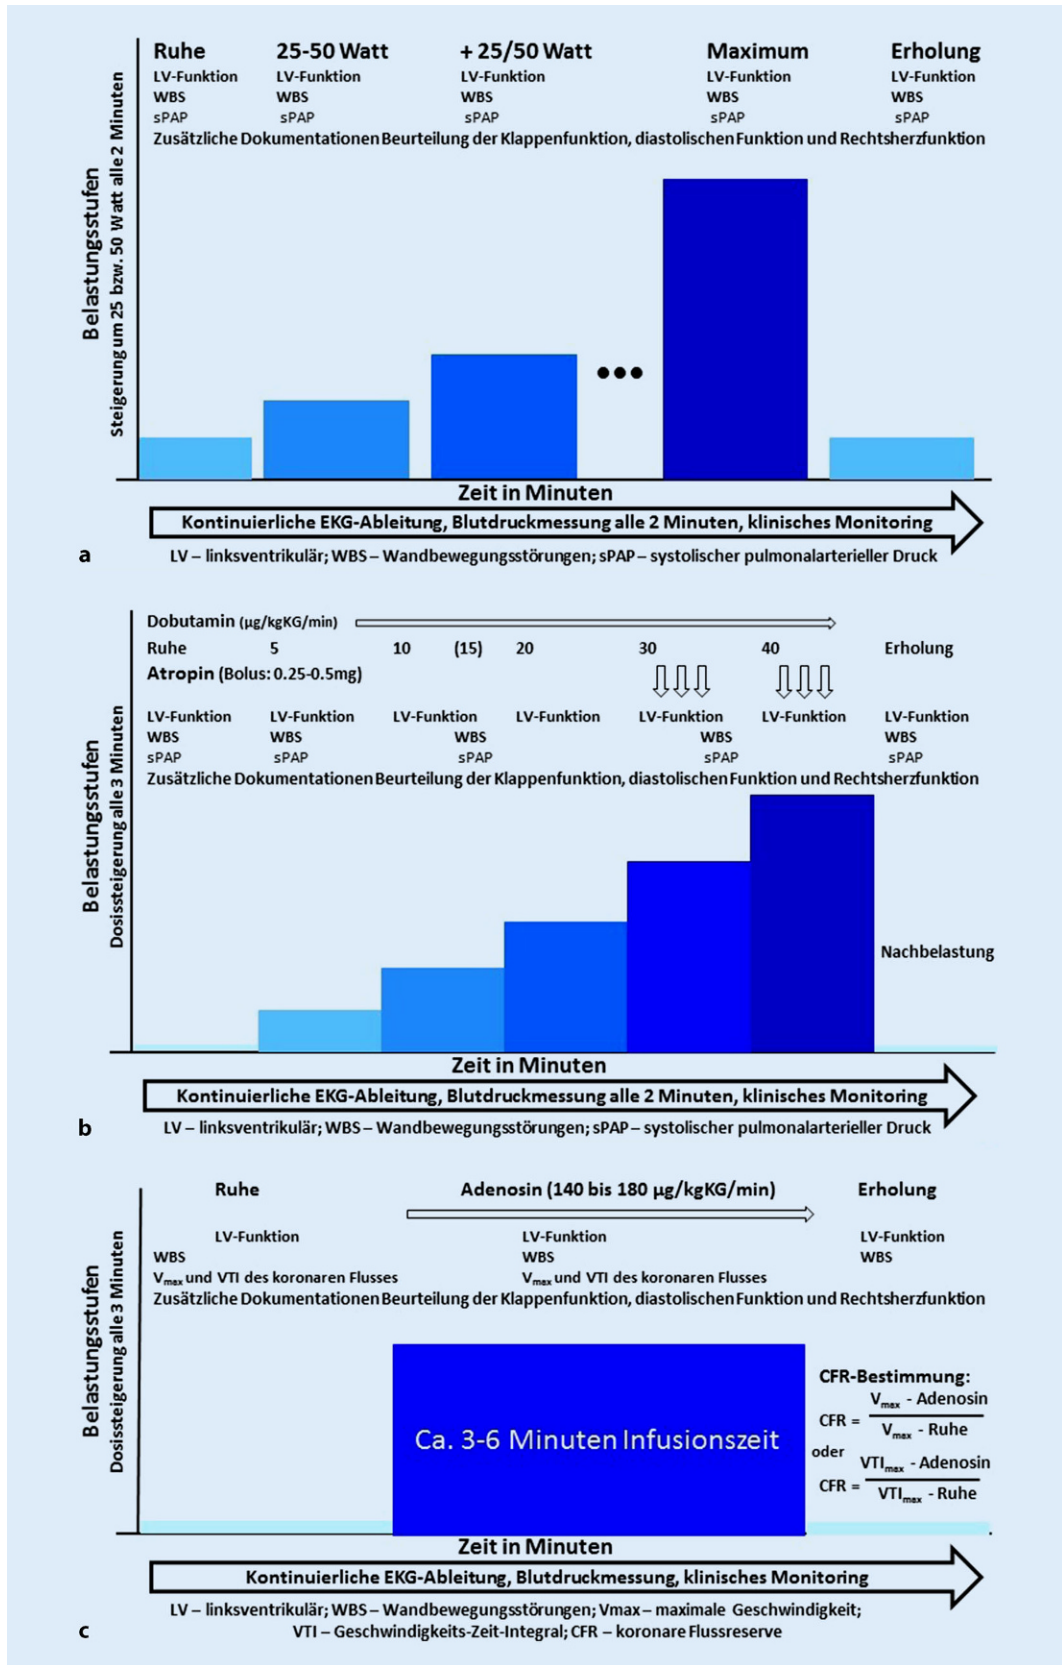 Ruhe 25-50 Watt + 25/50 Watt Maximum Erholung
LV-Funktion LV-Funktion LV-Funktion LV-Funktion LV-Funktion
WBS WBS WBS WBS WBS
sPAP sPAP sPAP sPAP sPAP
Zusätzliche Dokumentationen Beurteilung der Klappenfunktion, diastolischen Funktion und Rechtsherzfunktion
Belastungsstufen
Steigerung um 25 bzw. 50 Watt alle 2 Minuten
Zeit in Minuten
Kontinuierliche EKG-Ableitung, Blutdruckmessung alle 2 Minuten, klinisches Monitoring
a
LV – linksventrikulär; WBS – Wandbewegungsstörungen; sPAP – systolischer pulmonalarterieller Druck
Dobutamin (µg/kgKG/min)
Ruhe 5 10 (15) 20 30 40 Erholung
Atropin (Bolus: 0.25-0.5mg)
LV-Funktion LV-Funktion LV-Funktion LV-Funktion LV-Funktion LV-Funktion LV-Funktion
WBS WBS WBS WBS WBS
sPAP sPAP sPAP sPAP sPAP
Zusätzliche Dokumentationen Beurteilung der Klappenfunktion, diastolischen Funktion und Rechtsherzfunktion
Belastungsstufen
Dosissteigerung alle 3 Minuten
Nachbelastung
Zeit in Minuten
Kontinuierliche EKG-Ableitung, Blutdruckmessung alle 2 Minuten, klinisches Monitoring
b
LV – linksventrikulär; WBS – Wandbewegungsstörungen; sPAP – systolischer pulmonalarterieller Druck
Ruhe Adenosin (140 bis 180 µg/kgKG/min) Erholung
LV-Funktion LV-Funktion LV-Funktion
WBS WBS WBS
Vmax und VTI des koronaren Flusses Vmax und VTI des koronaren Flusses
Zusätzliche Dokumentationen Beurteilung der Klappenfunktion, diastolischen Funktion und Rechtsherzfunktion
Belastungsstufen
Dosissteigerung alle 3 Minuten
Ca. 3-6 Minuten Infusionszeit
CFR-Bestimmung:
Vmax - Adenosin
CFR =
Vmax - Ruhe
oder
VTImax - Adenosin
CFR =
VTImax - Ruhe
Zeit in Minuten
Kontinuierliche EKG-Ableitung, Blutdruckmessung, klinisches Monitoring
LV – linksventrikulär; WBS – Wandbewegungsstörungen; Vmax – maximale Geschwindigkeit;
c
VTI – Geschwindigkeits-Zeit-Integral; CFR – koronare Flussreserve